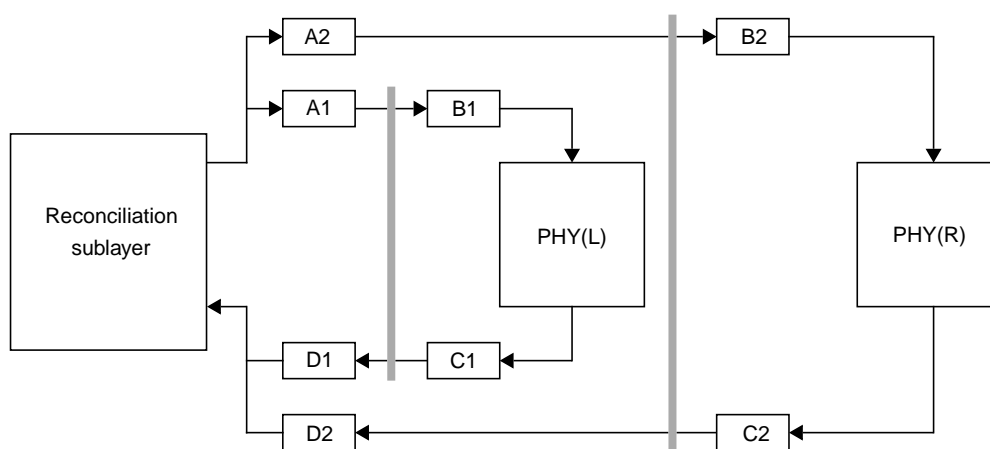 A2
B2
A1
B1
Reconciliation
sublayer
PHY(L)
PHY(R)
D1
C1
D2
C2